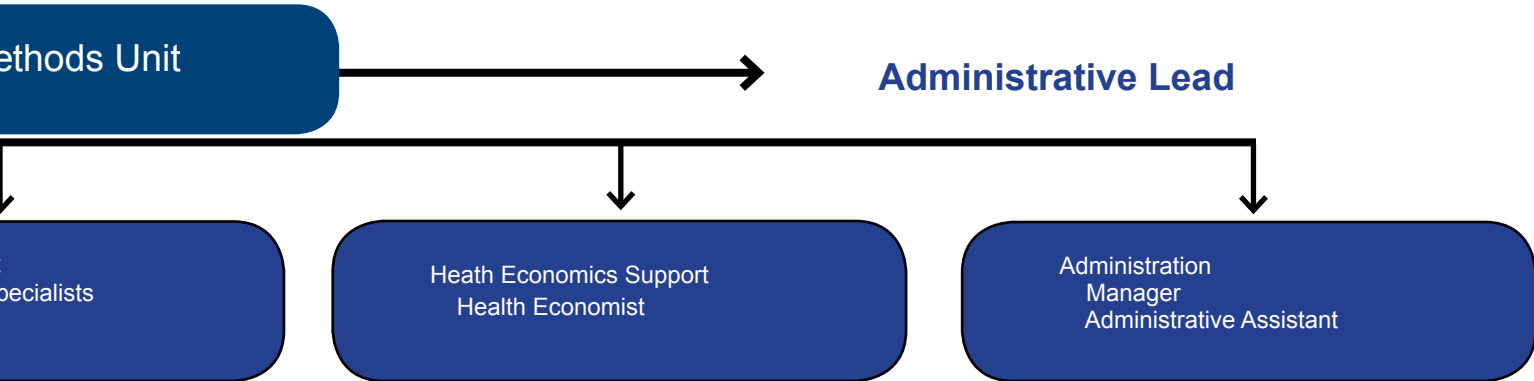 ethods Unit
Administrative Lead
pecialists
Heath Economics Support
Health Economist
Administration
Manager
Administrative Assistant